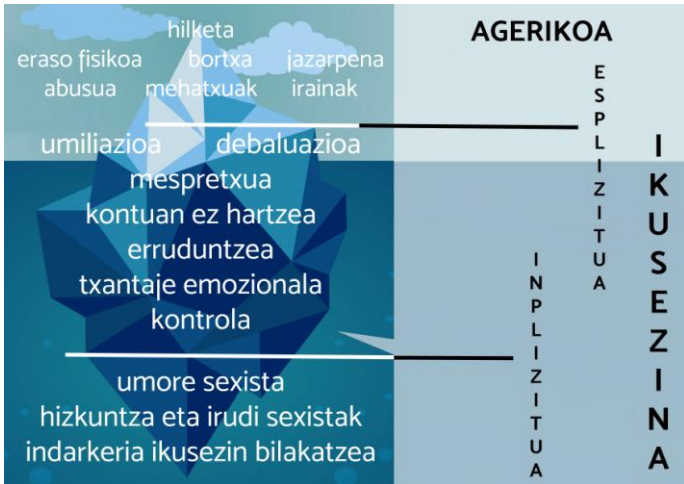 hilketa
eraso fisikoa bortxa jazarpena
abusua mehatxuak irainak
umiliazioa debaluazioa
mespretxua
kontuan ez hartzea
erruduntzea
txantaje emozionala
kontrola
umore sexista
hizkuntza eta irudi sexistak
indarkeria ikusezin bilakatzea
AGERIKOA
ESPLIZITUA
INPLIZITUA
IKUSEZINA